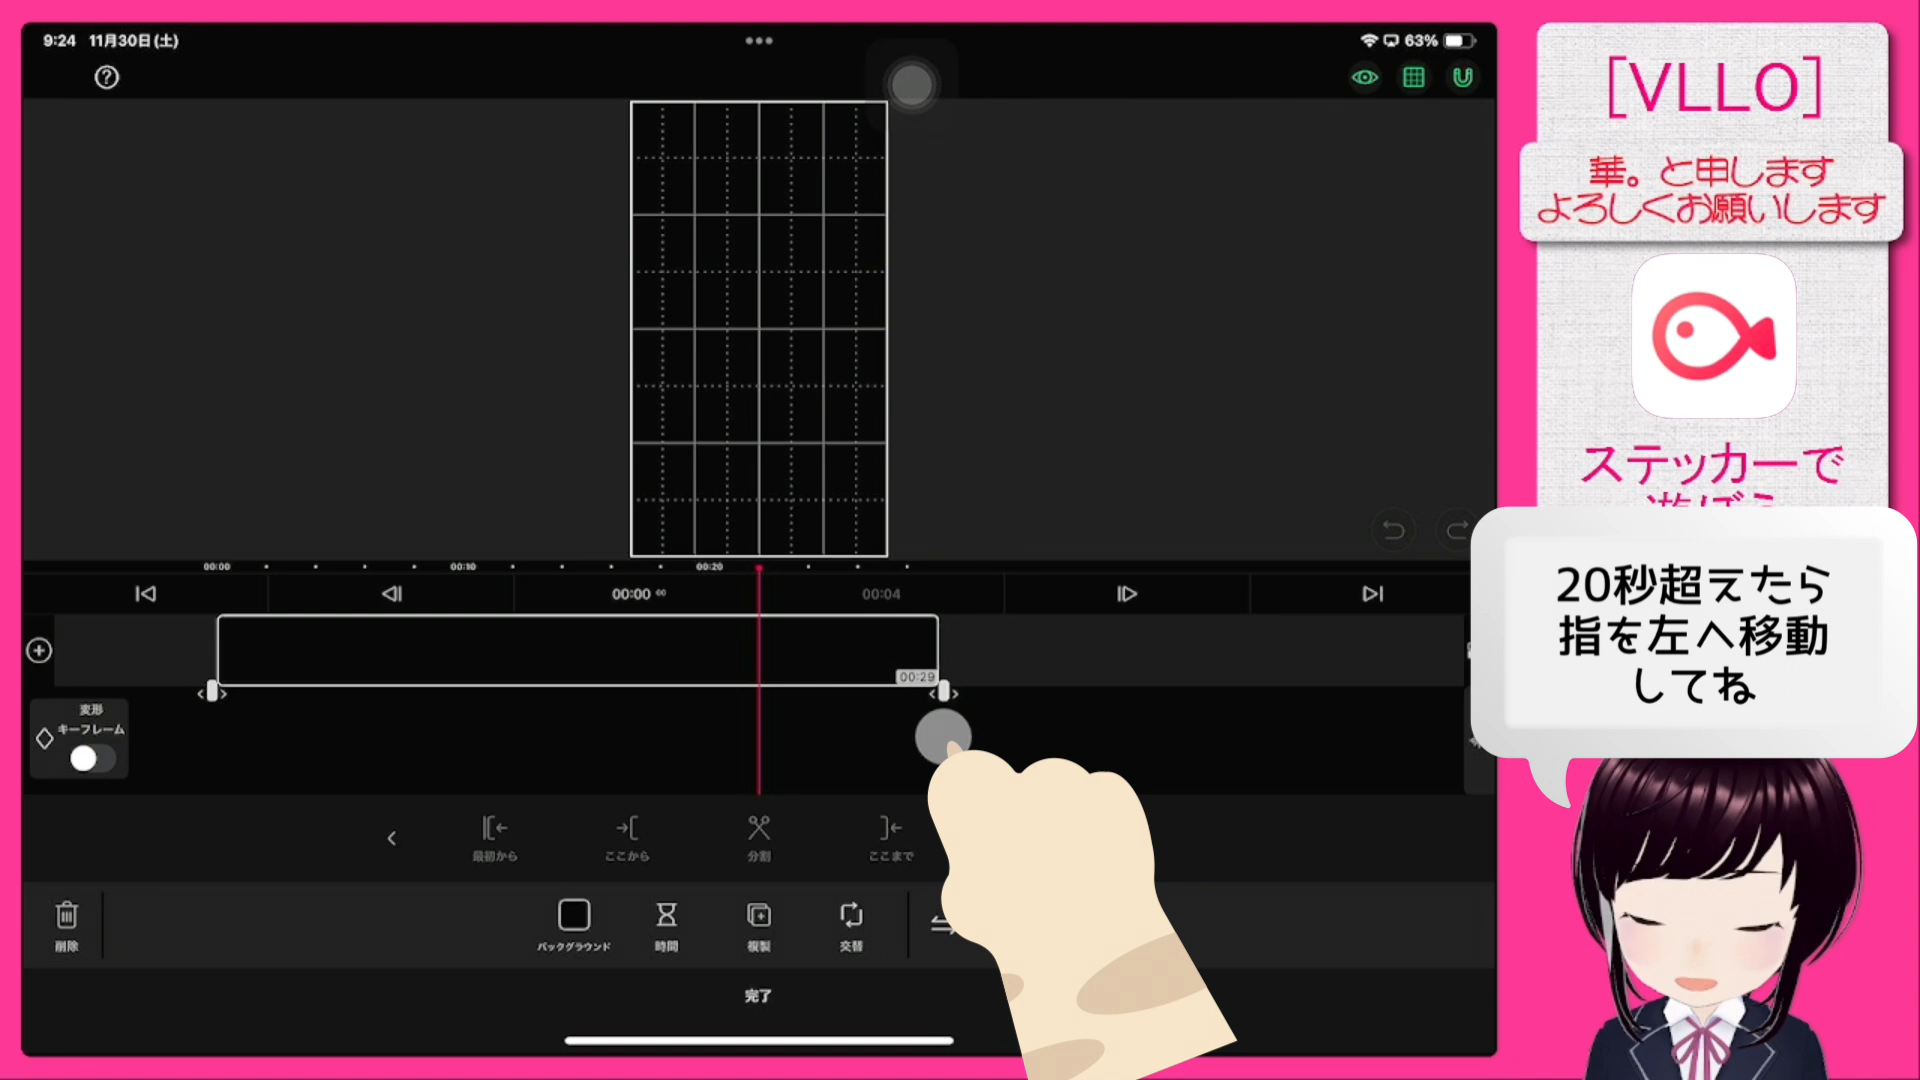 9:24 11月30日(土)
63%
00:00
00:10
00:20
00:00
00:04
00:29
変形
キーフレーム
最初から
ここから
分割
ここまで
削除
バックグラウンド
時間
複製
交替
完了
[VLLO]
華。と申します
よろしくお願いします
ステッカーで
遊ぼう
20秒超えたら
指を左へ移動
してね